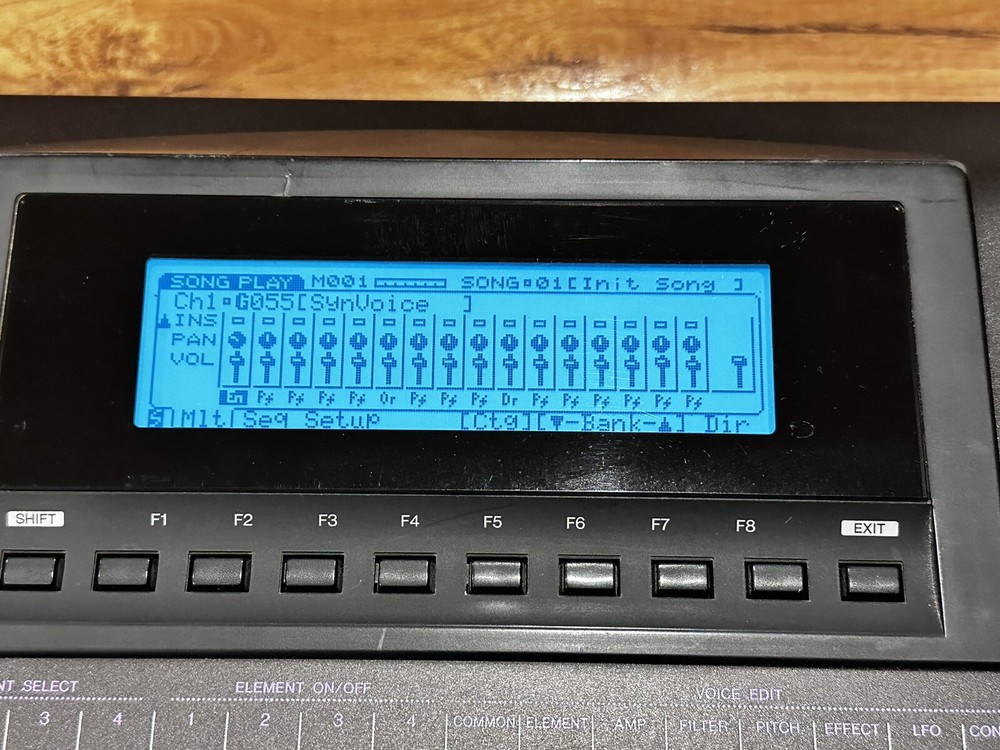 SONG PLAY M001 SONG:01[Init Song ]
Ch1:G055[SynVoice ]
INS
PAN
VOL
En Pf Pf Pf Pf Or Pf Pf Pf Dr Pf Pf Pf Pf Pf Pf
S Mlt Seq Setup [Ctg][▼-Bank-▲] Dir
SHIFT F1 F2 F3 F4 F5 F6 F7 F8 EXIT
NT SELECT ELEMENT ON/OFF VOICE EDIT
3 4 1 2 3 4 COMMON ELEMENT AMP FILTER PITCH EFFECT LFO CON